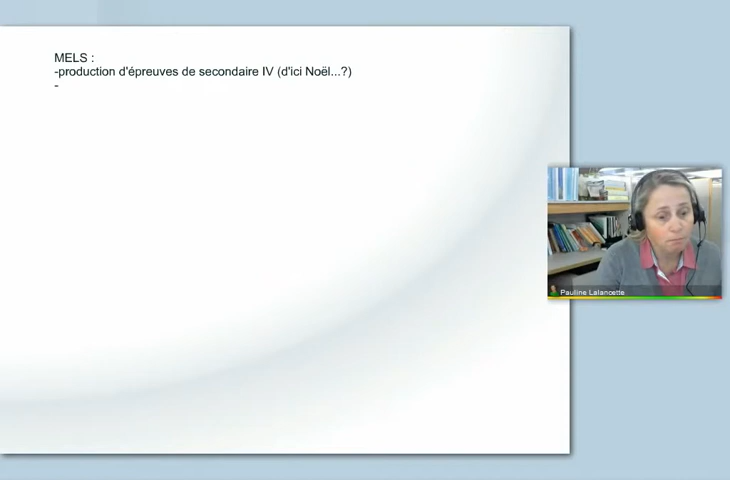 MELS :
-production d'épreuves de secondaire IV (d'ici Noël...?)
-
Pauline Lalancette